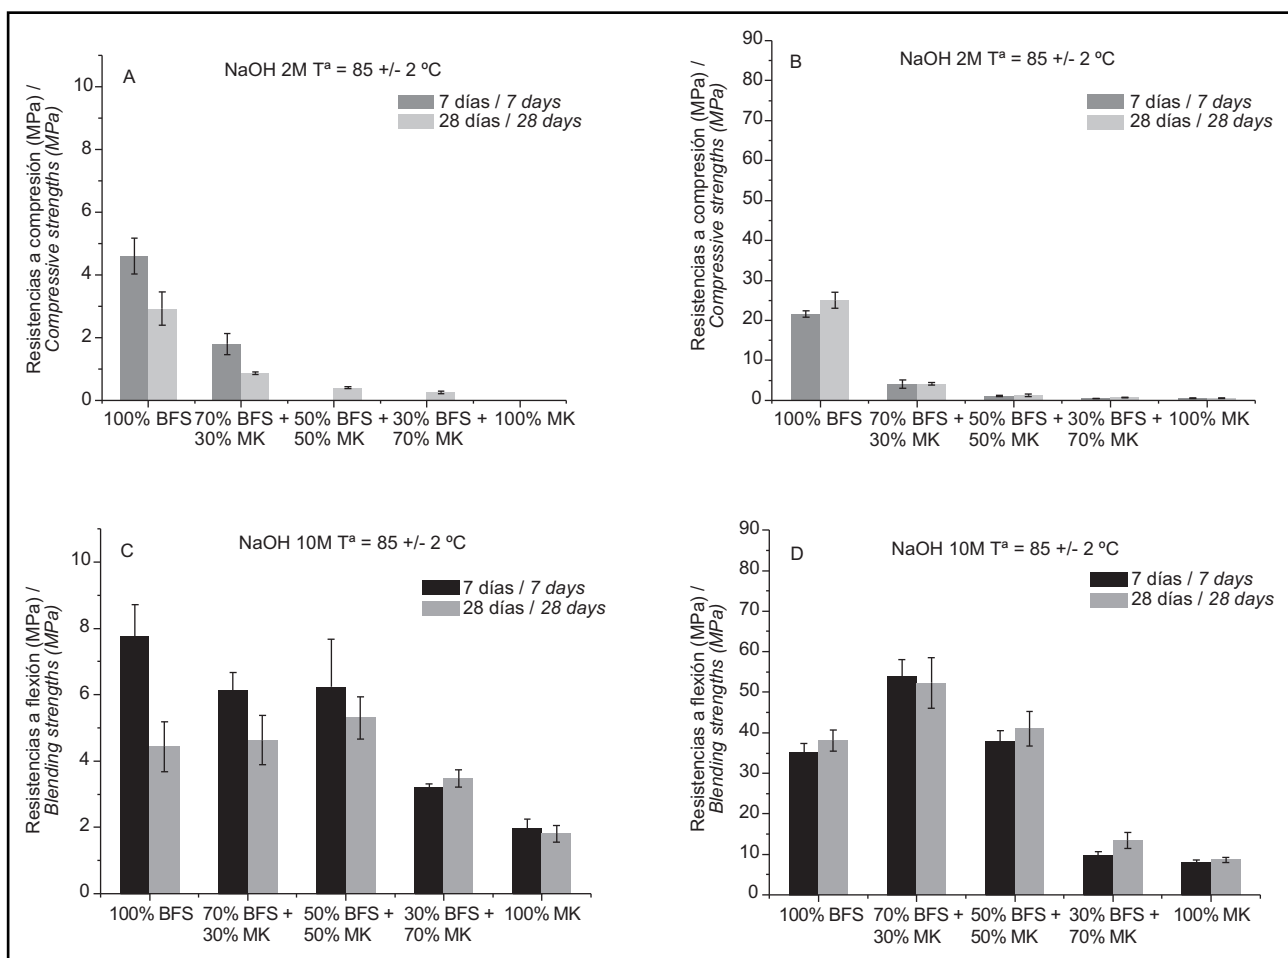 A
NaOH 2M Tª = 85 +/- 2 ºC
7 días / 7 days
28 días / 28 days
Resistencias a compresión (MPa) /
Compressive strengths (MPa)
10
8
6
4
2
0
100% BFS
70% BFS +
30% MK
50% BFS +
50% MK
30% BFS +
70% MK
100% MK
B
NaOH 2M Tª = 85 +/- 2 ºC
7 días / 7 days
28 días / 28 days
Resistencias a compresión (MPa) /
Compressive strengths (MPa)
90
80
70
60
50
40
30
20
10
0
100% BFS
70% BFS +
30% MK
50% BFS +
50% MK
30% BFS +
70% MK
100% MK
C
NaOH 10M Tª = 85 +/- 2 ºC
7 días / 7 days
28 días / 28 days
Resistencias a flexión (MPa) /
Blending strengths (MPa)
10
8
6
4
2
0
100% BFS
70% BFS +
30% MK
50% BFS +
50% MK
30% BFS +
70% MK
100% MK
D
NaOH 10M Tª = 85 +/- 2 ºC
7 días / 7 days
28 días / 28 days
Resistencias a flexión (MPa) /
Blending strengths (MPa)
90
80
70
60
50
40
30
20
10
0
100% BFS
70% BFS +
30% MK
50% BFS +
50% MK
30% BFS +
70% MK
100% MK